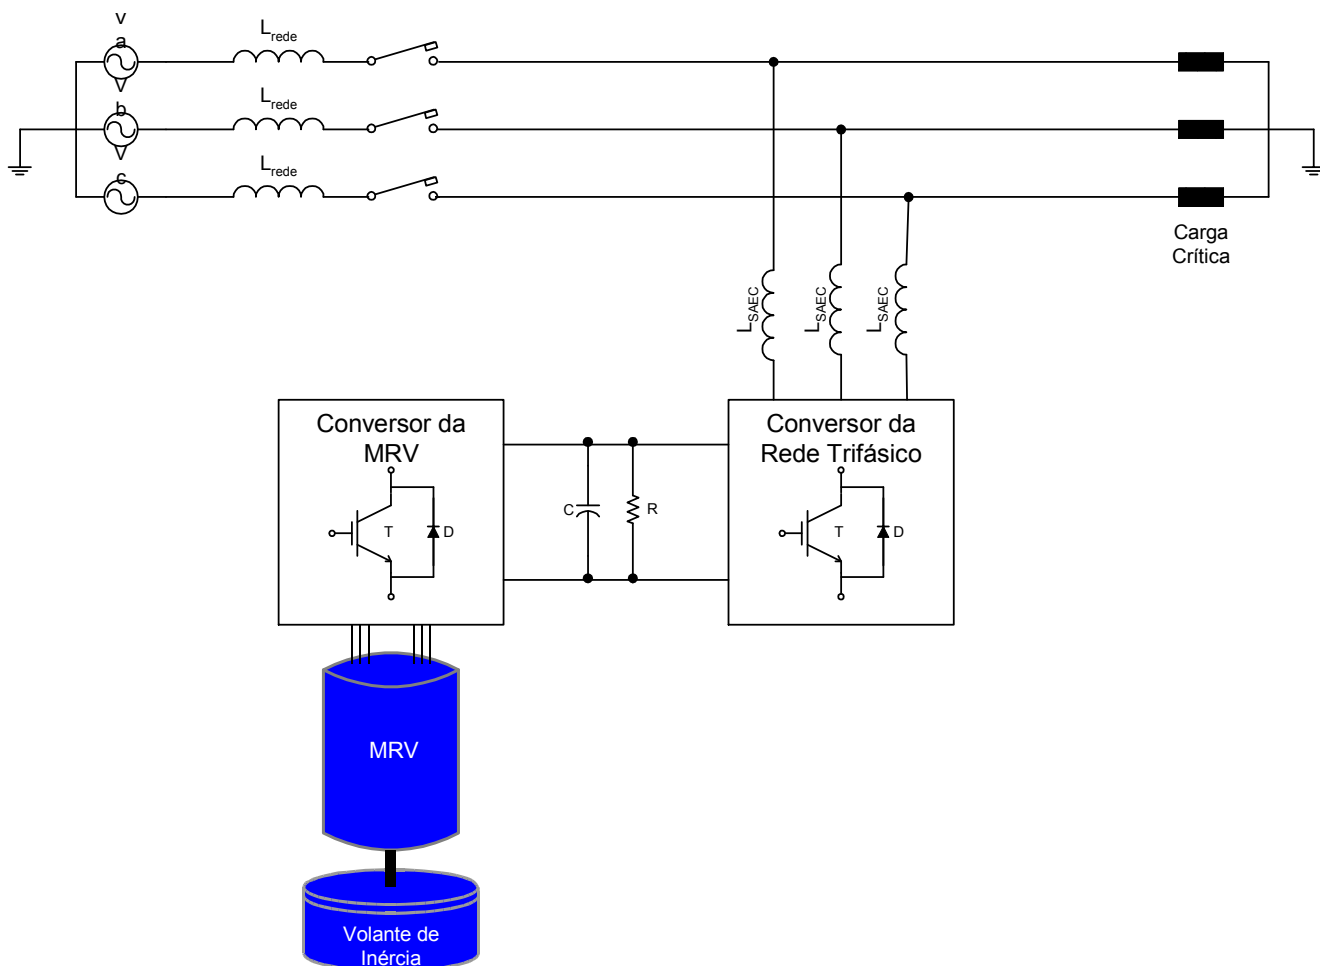 v
a
L rede
V
b
L rede
V
c
L rede
Carga
Crítica
L SAEC
L SAEC
L SAEC
Conversor da
MRV
T
D
C
R
Conversor da
Rede Trifásico
T
D
MRV
Volante de
Inércia